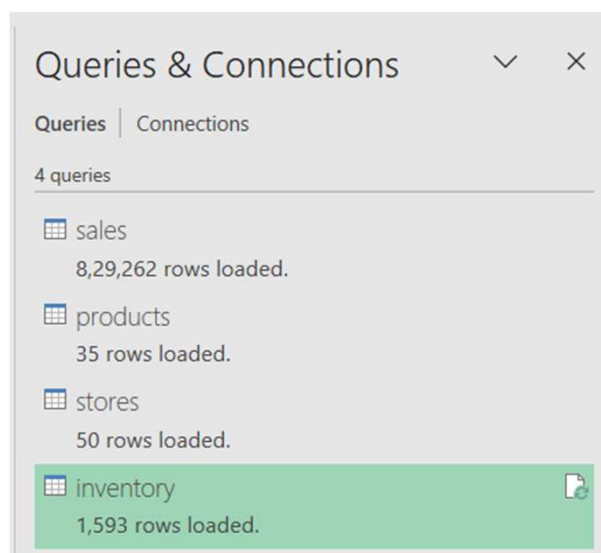 Queries & Connections
Queries | Connections
4 queries
sales
8,29,262 rows loaded.
products
35 rows loaded.
stores
50 rows loaded.
inventory
1,593 rows loaded.